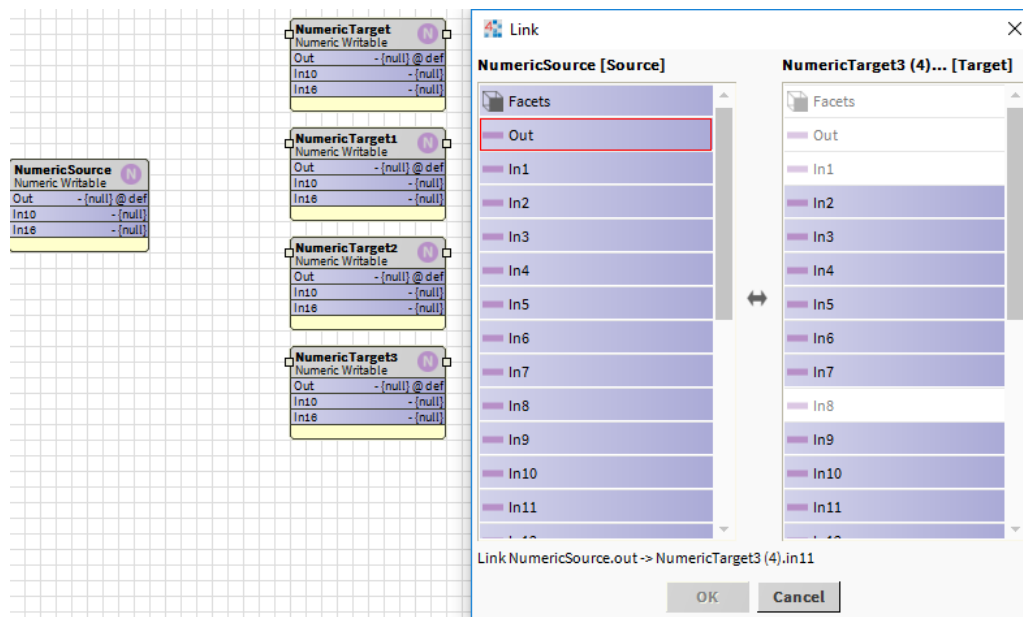 NumericTarget
Numeric Writable
N
Out - {null} @ def
In10 - {null}
In16 - {null}
NumericTarget1
Numeric Writable
N
Out - {null} @ def
In10 - {null}
In16 - {null}
NumericSource
Numeric Writable
N
Out - {null} @ def
In10 - {null}
In16 - {null}
NumericTarget2
Numeric Writable
N
Out - {null} @ def
In10 - {null}
In16 - {null}
NumericTarget3
Numeric Writable
N
Out - {null} @ def
In10 - {null}
In16 - {null}
Link
NumericSource [Source]
Facets
Out
In1
In2
In3
In4
In5
In6
In7
In8
In9
In10
In11
NumericTarget3 (4)... [Target]
Facets
Out
In1
In2
In3
In4
In5
In6
In7
In8
In9
In10
In11
Link NumericSource.out -> NumericTarget3 (4).in11
OK Cancel